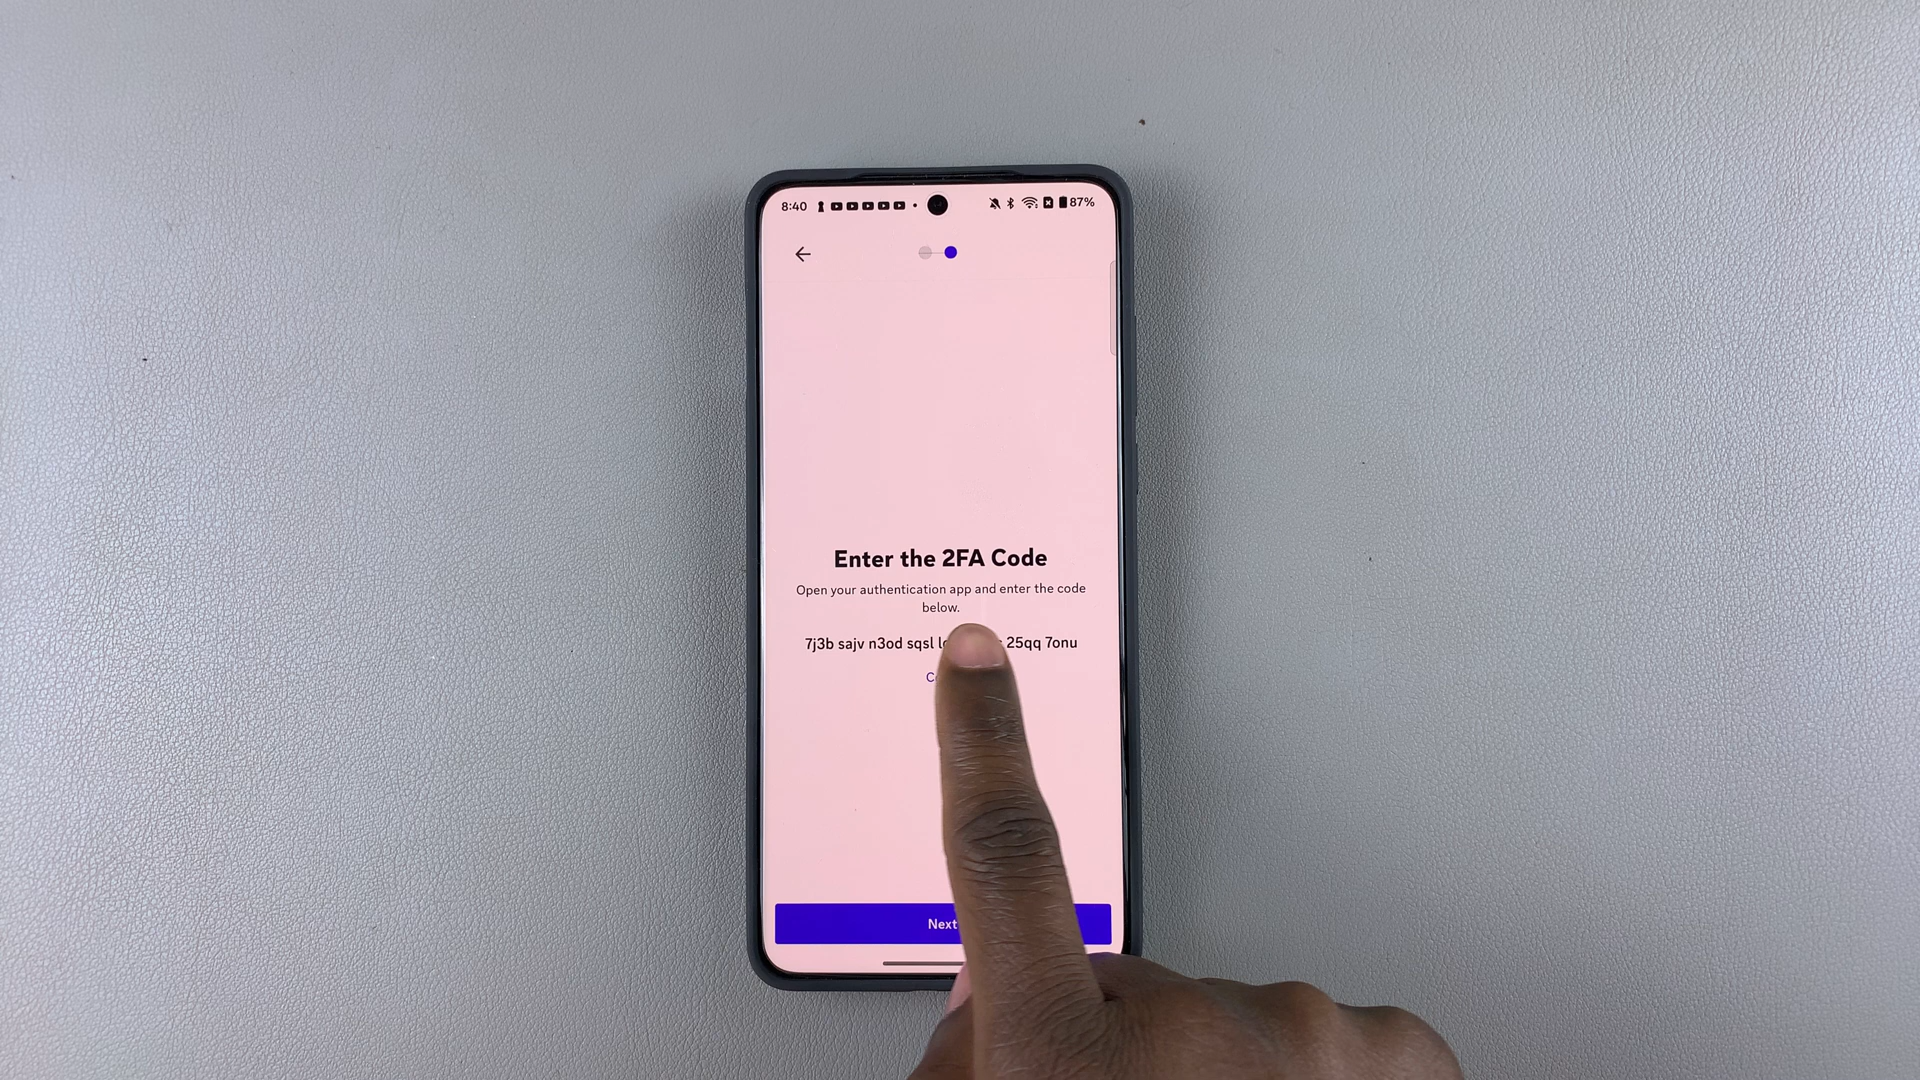 8:40 87%
Enter the 2FA Code
Open your authentication app and enter the code
below.
7j3b sajv n3od sqsl 25qq 7onu
Next